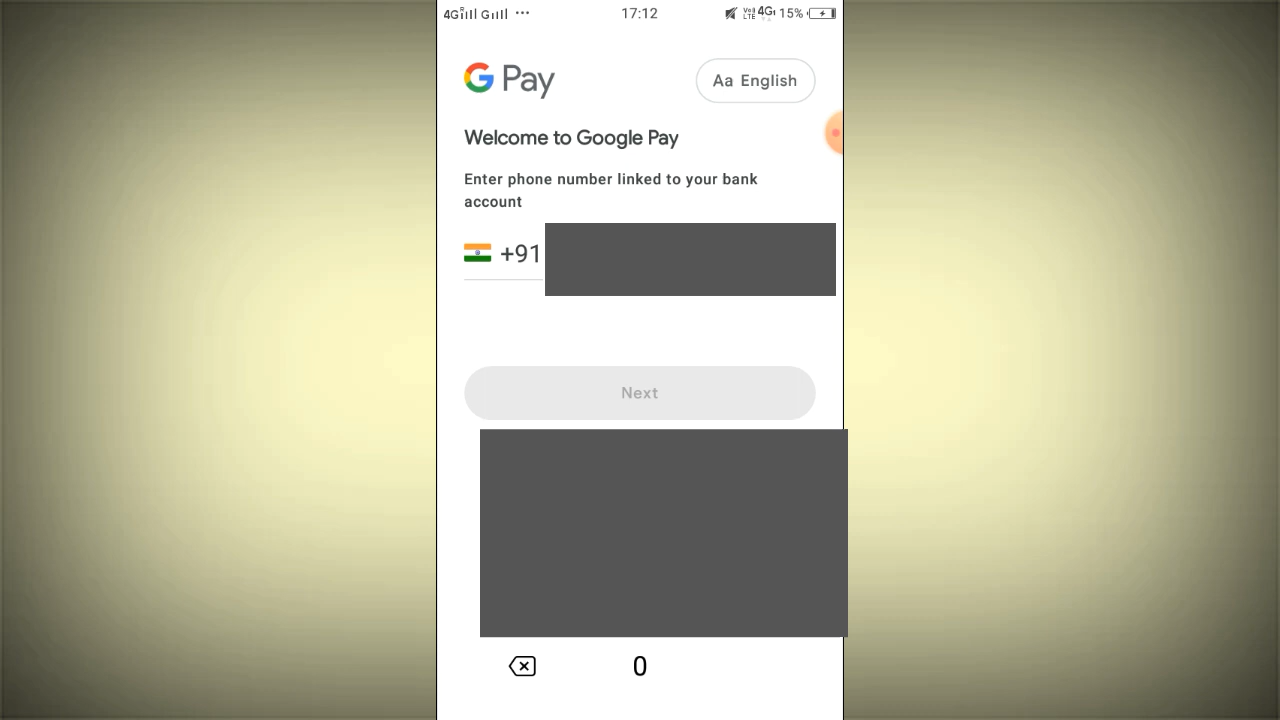 4G R G ... 17:12 VoLTE 4G 15%
G Pay
Aa English
Welcome to Google Pay
Enter phone number linked to your bank
account
+91
Next
0